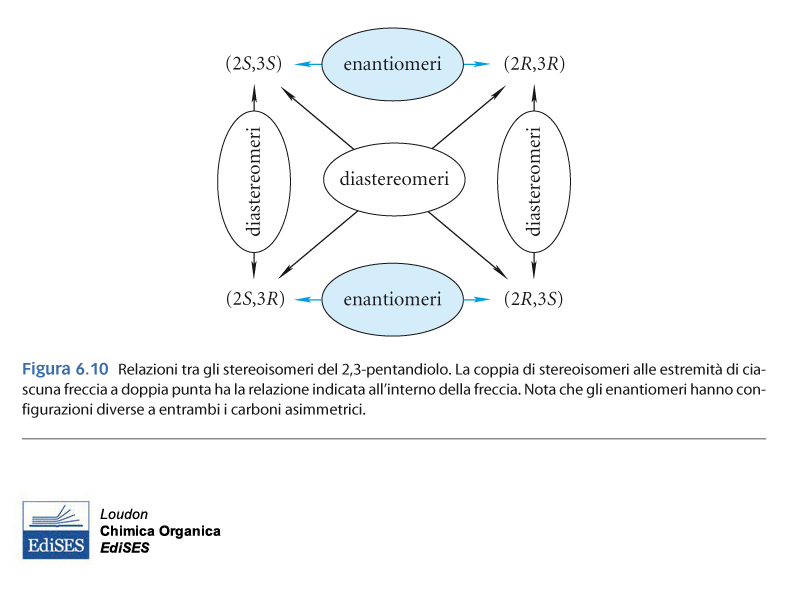 (2S,3S) enantiomeri (2R,3R)
diastereomeri diastereomeri diastereomeri
(2S,3R) enantiomeri (2R,3S)
Figura 6.10 Relazioni tra gli stereoisomeri del 2,3-pentandiolo. La coppia di stereoisomeri alle estremità di cia-
scuna freccia a doppia punta ha la relazione indicata all'interno della freccia. Nota che gli enantiomeri hanno con-
figurazioni diverse a entrambi i carboni asimmetrici.
EdiSES
Loudon
Chimica Organica
EdiSES